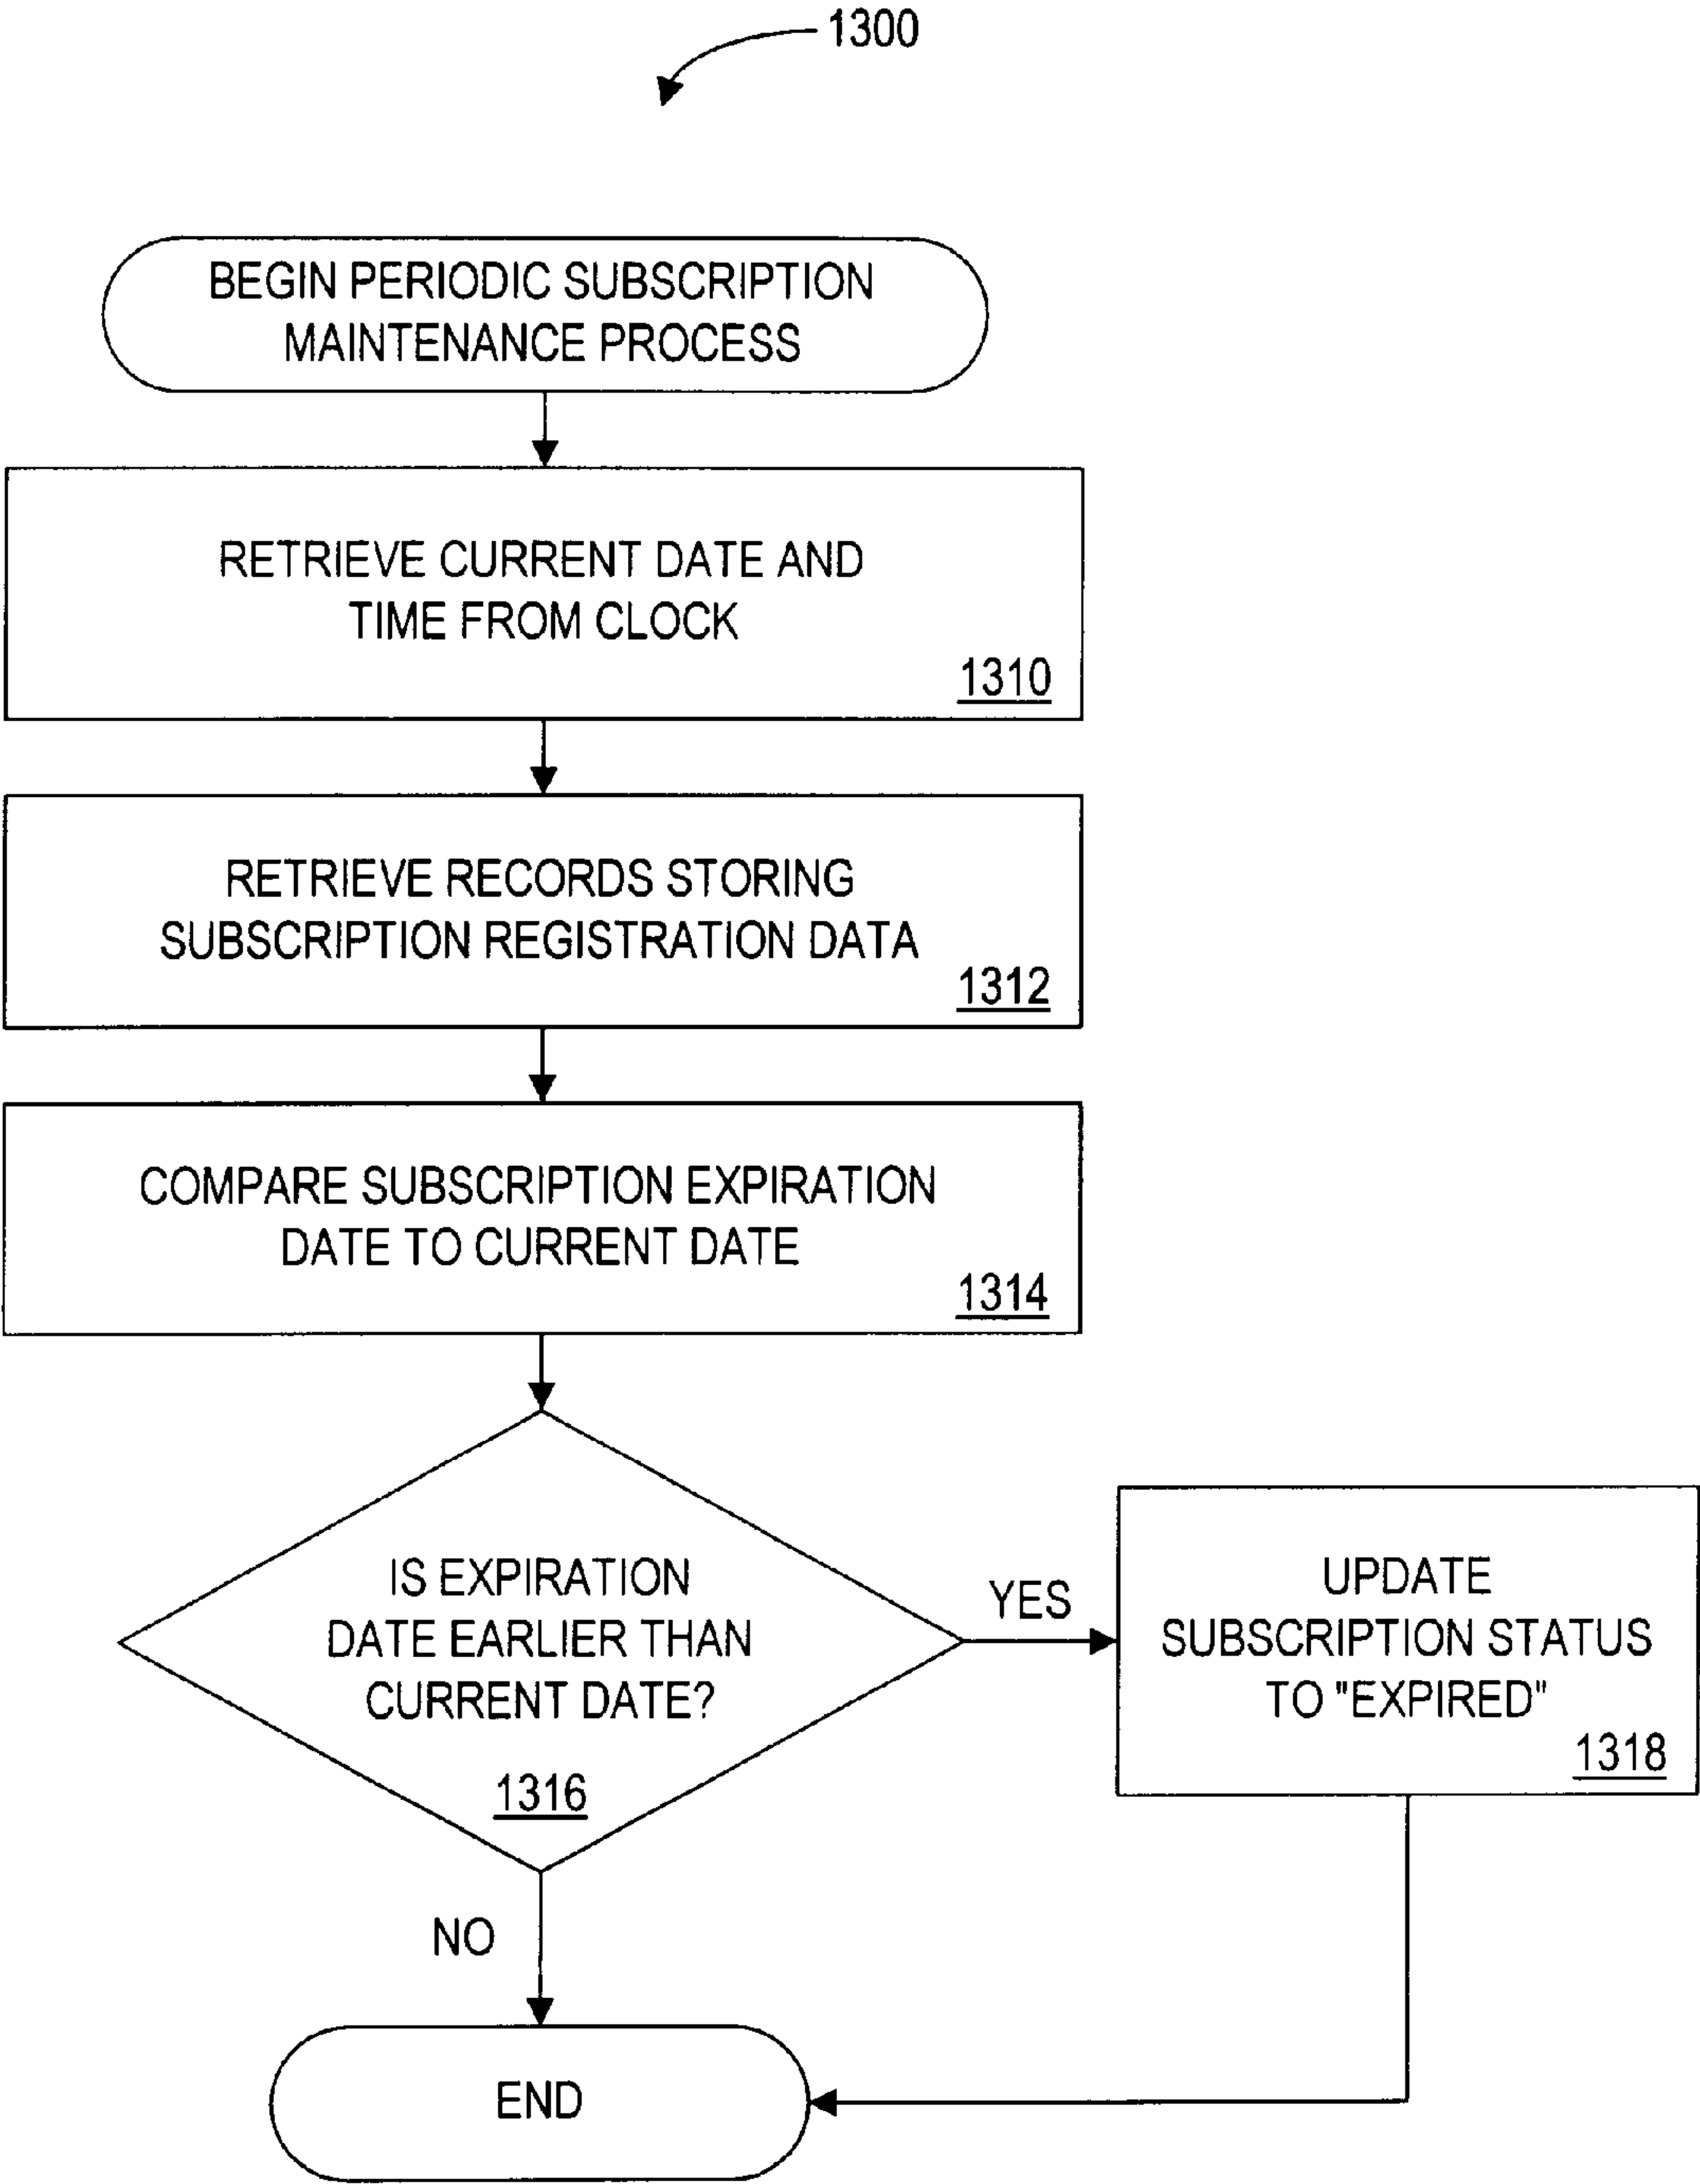 1300
BEGIN PERIODIC SUBSCRIPTION
MAINTENANCE PROCESS
RETRIEVE CURRENT DATE AND
TIME FROM CLOCK
1310
RETRIEVE RECORDS STORING
SUBSCRIPTION REGISTRATION DATA
1312
COMPARE SUBSCRIPTION EXPIRATION
DATE TO CURRENT DATE
1314
IS EXPIRATION
DATE EARLIER THAN
CURRENT DATE?
1316
YES
UPDATE
SUBSCRIPTION STATUS
TO "EXPIRED"
1318
NO
END